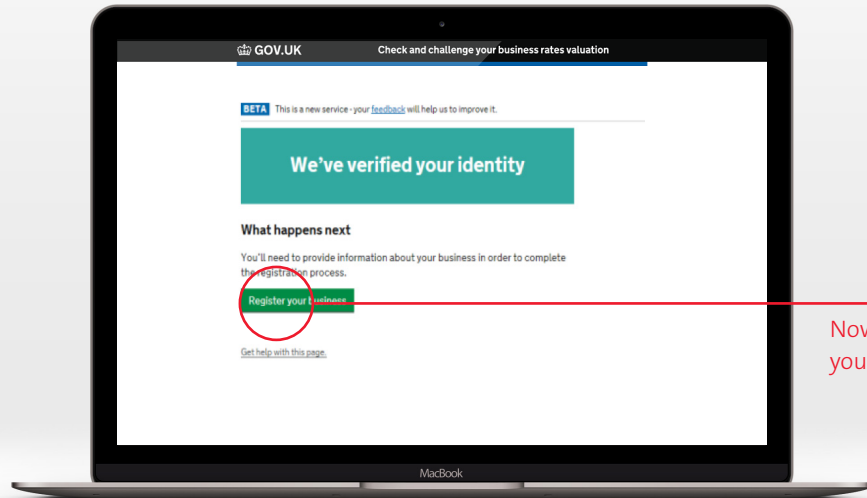 GOV.UK Check and challenge your business rates valuation
BETA This is a new service - your feedback will help us to improve it.
We've verified your identity
What happens next
You'll need to provide information about your business in order to complete
the registration process.
Register your business
Get help with this page.
you
MacBook